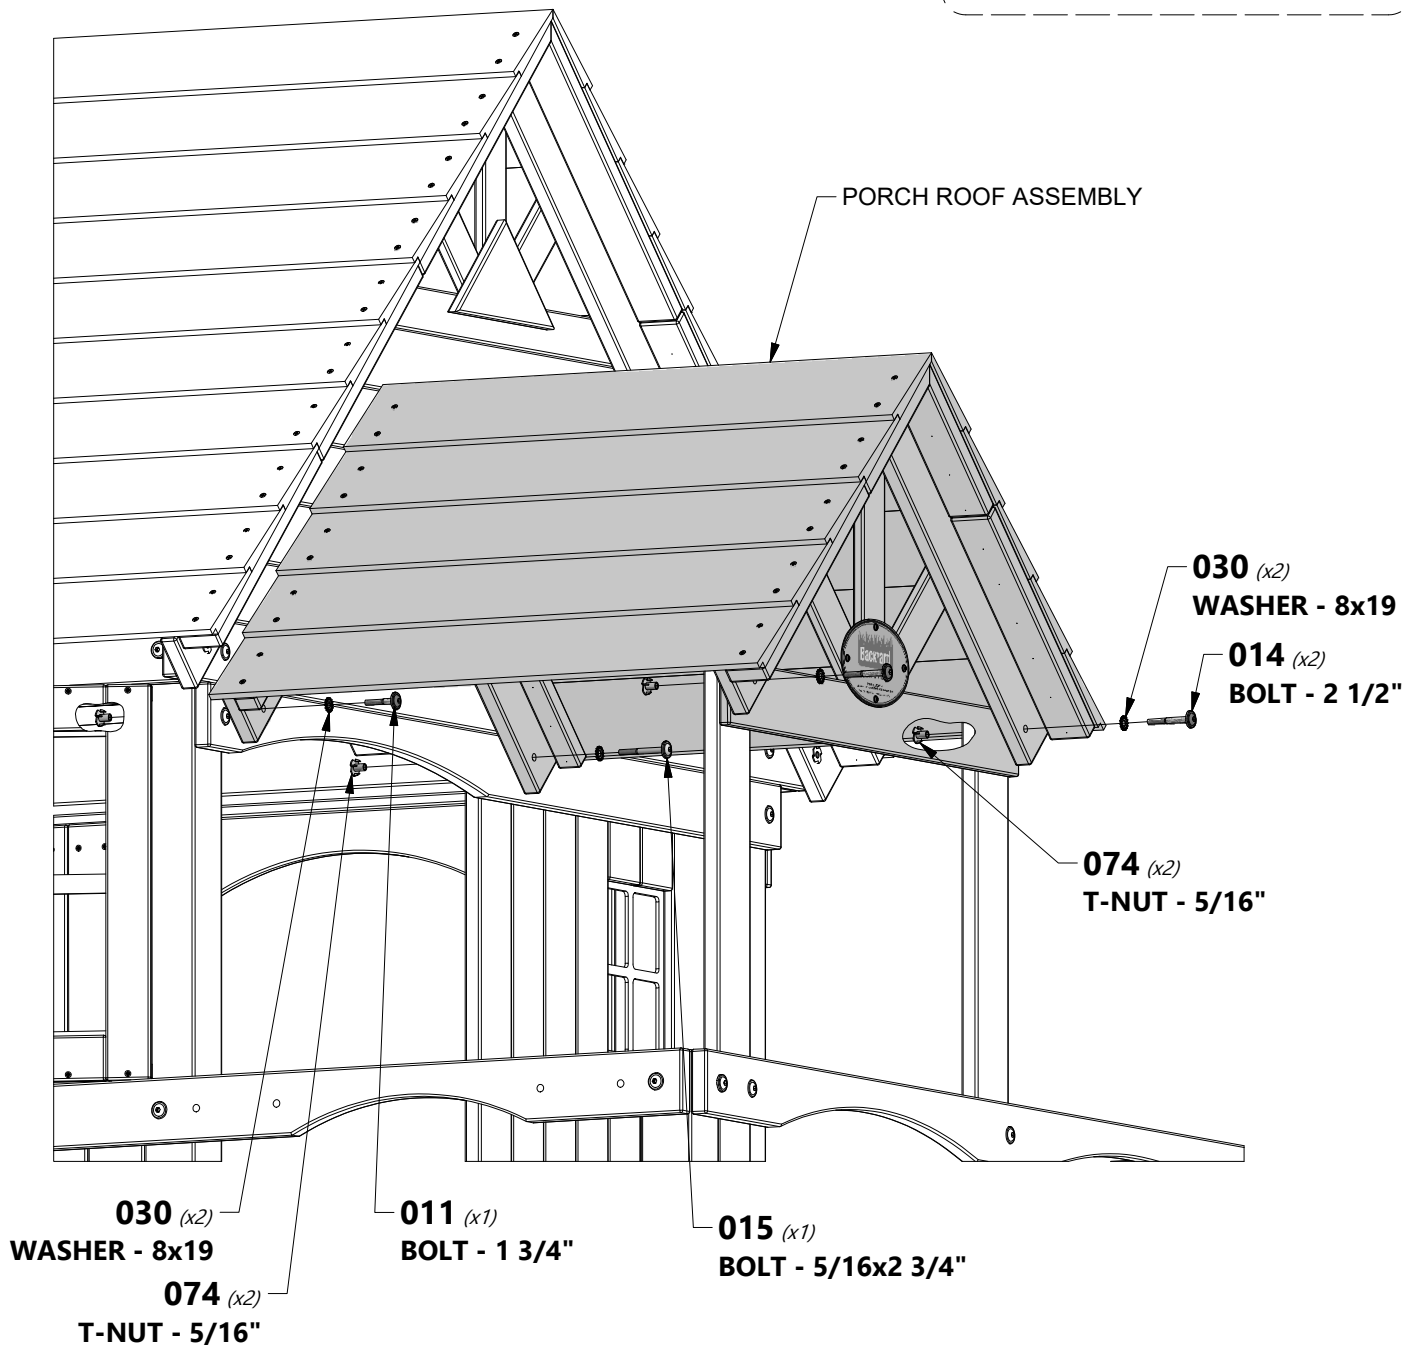 PORCH ROOF ASSEMBLY
030 (x2)
WASHER - 8x19
014 (x2)
BOLT - 2 1/2"
Backyard
074 (x2)
T-NUT - 5/16"
030 (x2)
WASHER - 8x19
011 (x1)
BOLT - 1 3/4"
015 (x1)
BOLT - 5/16x2 3/4"
074 (x2)
T-NUT - 5/16"